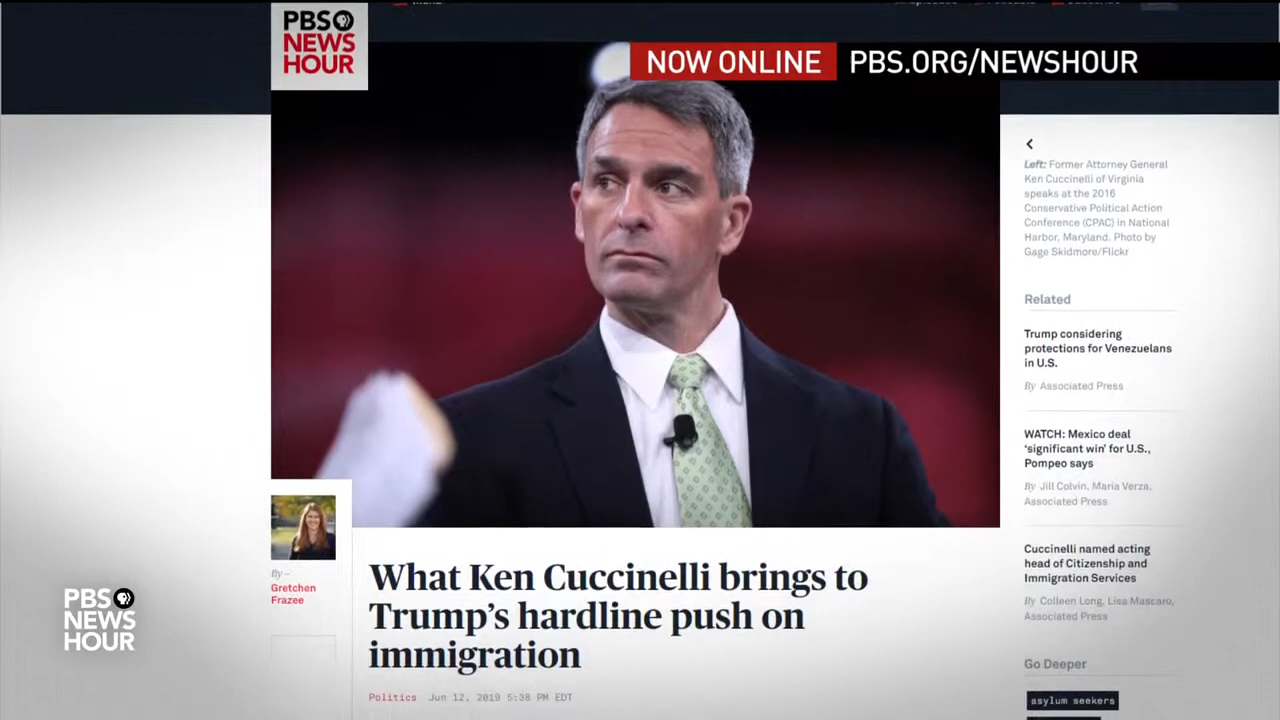 PBS
NEWS
HOUR
NOW ONLINE PBS.ORG/NEWSHOUR
Left: Former Attorney General
Ken Cuccinelli of Virginia
speaks at the 2016
Conservative Political Action
Conference (CPAC) in National
Harbor, Maryland. Photo by
Gage Skidmore/Flickr
Related
Trump considering
protections for Venezuelans
in U.S.
By Associated Press
WATCH: Mexico deal
‘significant win’ for U.S.,
Pompeo says
By Jill Colvin, Maria Verza,
Associated Press
Cuccinelli named acting
head of Citizenship and
Immigration Services
By Colleen Long, Lisa Mascaro,
Associated Press
Go Deeper
asylum seekers
By –
Gretchen
Frazee
What Ken Cuccinelli brings to
Trump’s hardline push on
immigration
Politics Jun 12, 2019 5:38 PM EDT
PBS
NEWS
HOUR